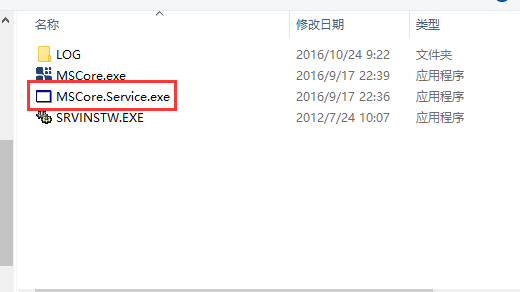 名称 修改日期 类型
LOG 2016/10/24 9:22 文件夹
MSCore.exe 2016/9/17 22:39 应用程序
MSCore.Service.exe 2016/9/17 22:36 应用程序
SRVINSTW.EXE 2012/7/24 10:07 应用程序